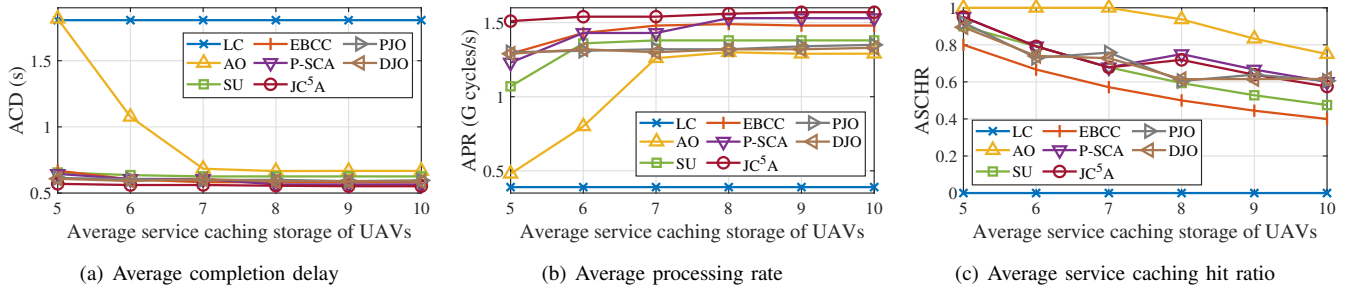 ACD (s)
1.5
1
0.5
LC
AO
SU
EBCC
P-SCA
JC⁵A
PJO
DJO
5 6 7 8 9 10
Average service caching storage of UAVs
(a) Average completion delay
APR (G cycles/s)
1.5
1
0.5
LC
AO
SU
EBCC
P-SCA
JC⁵A
PJO
DJO
5 6 7 8 9 10
Average service caching storage of UAVs
(b) Average processing rate
ASCHR
1
0.8
0.6
0.4
0.2
0
LC
AO
SU
EBCC
P-SCA
JC⁵A
PJO
DJO
5 6 7 8 9 10
Average service caching storage of UAVs
(c) Average service caching hit ratio